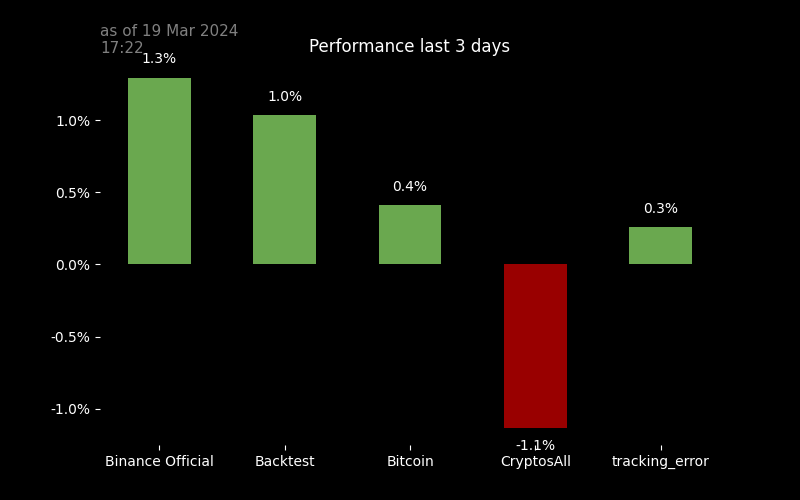 as of 19 Mar 2024
17:22
Performance last 3 days
1.3%
1.0%
0.4%
-1.1%
0.3%
1.0%
0.5%
0.0%
-0.5%
-1.0%
Binance Official
Backtest
Bitcoin
CryptosAll
tracking_error